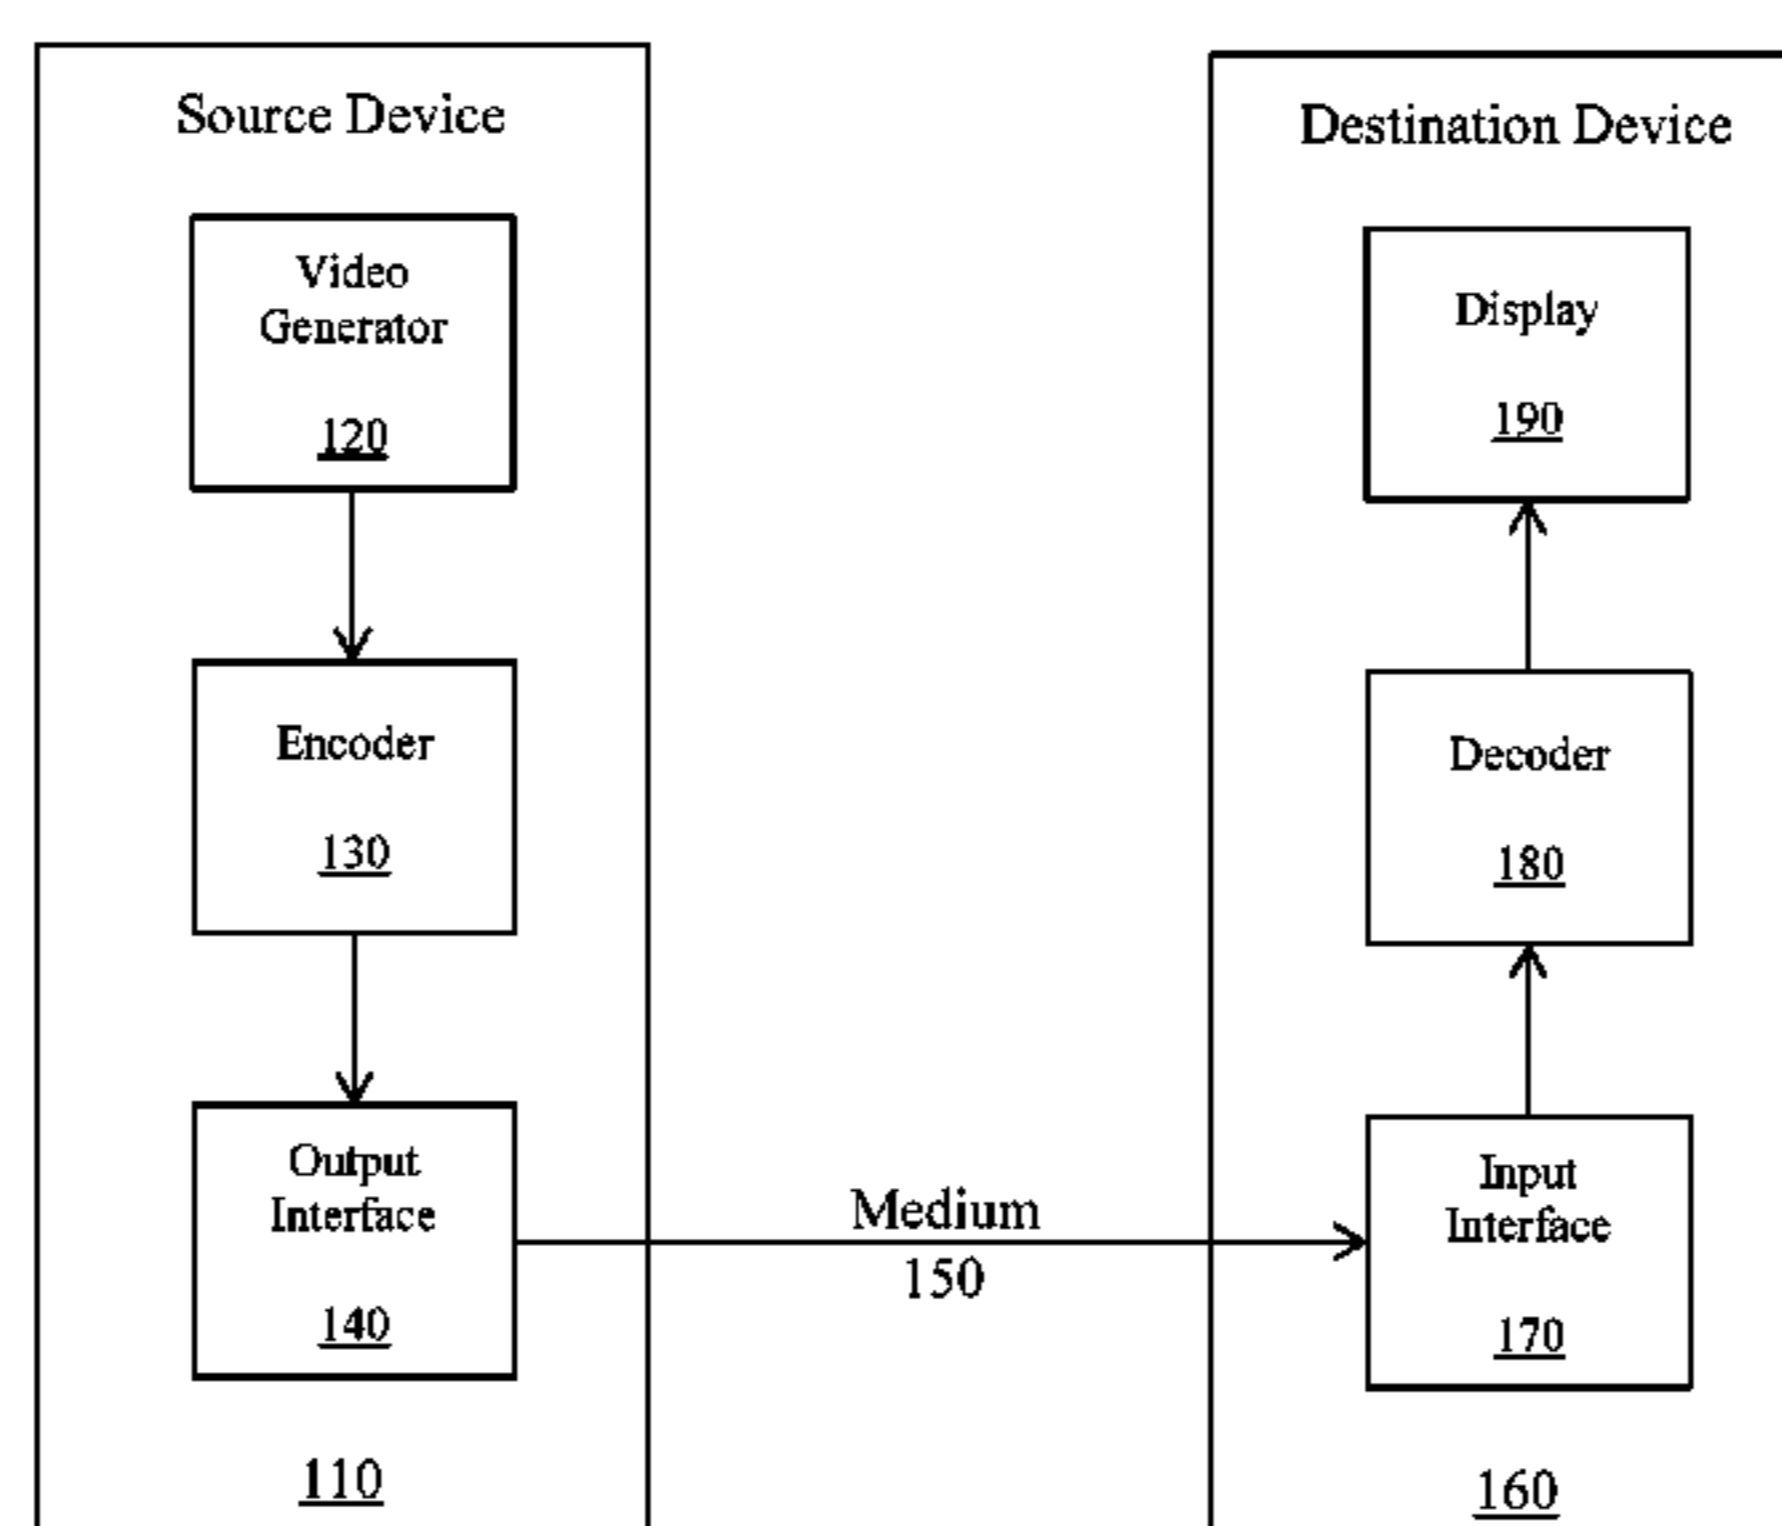 Source Device
Video
Generator
120
Encoder
130
Output
Interface
140
110
Medium
150
Destination Device
Display
190
Decoder
180
Input
Interface
170
160